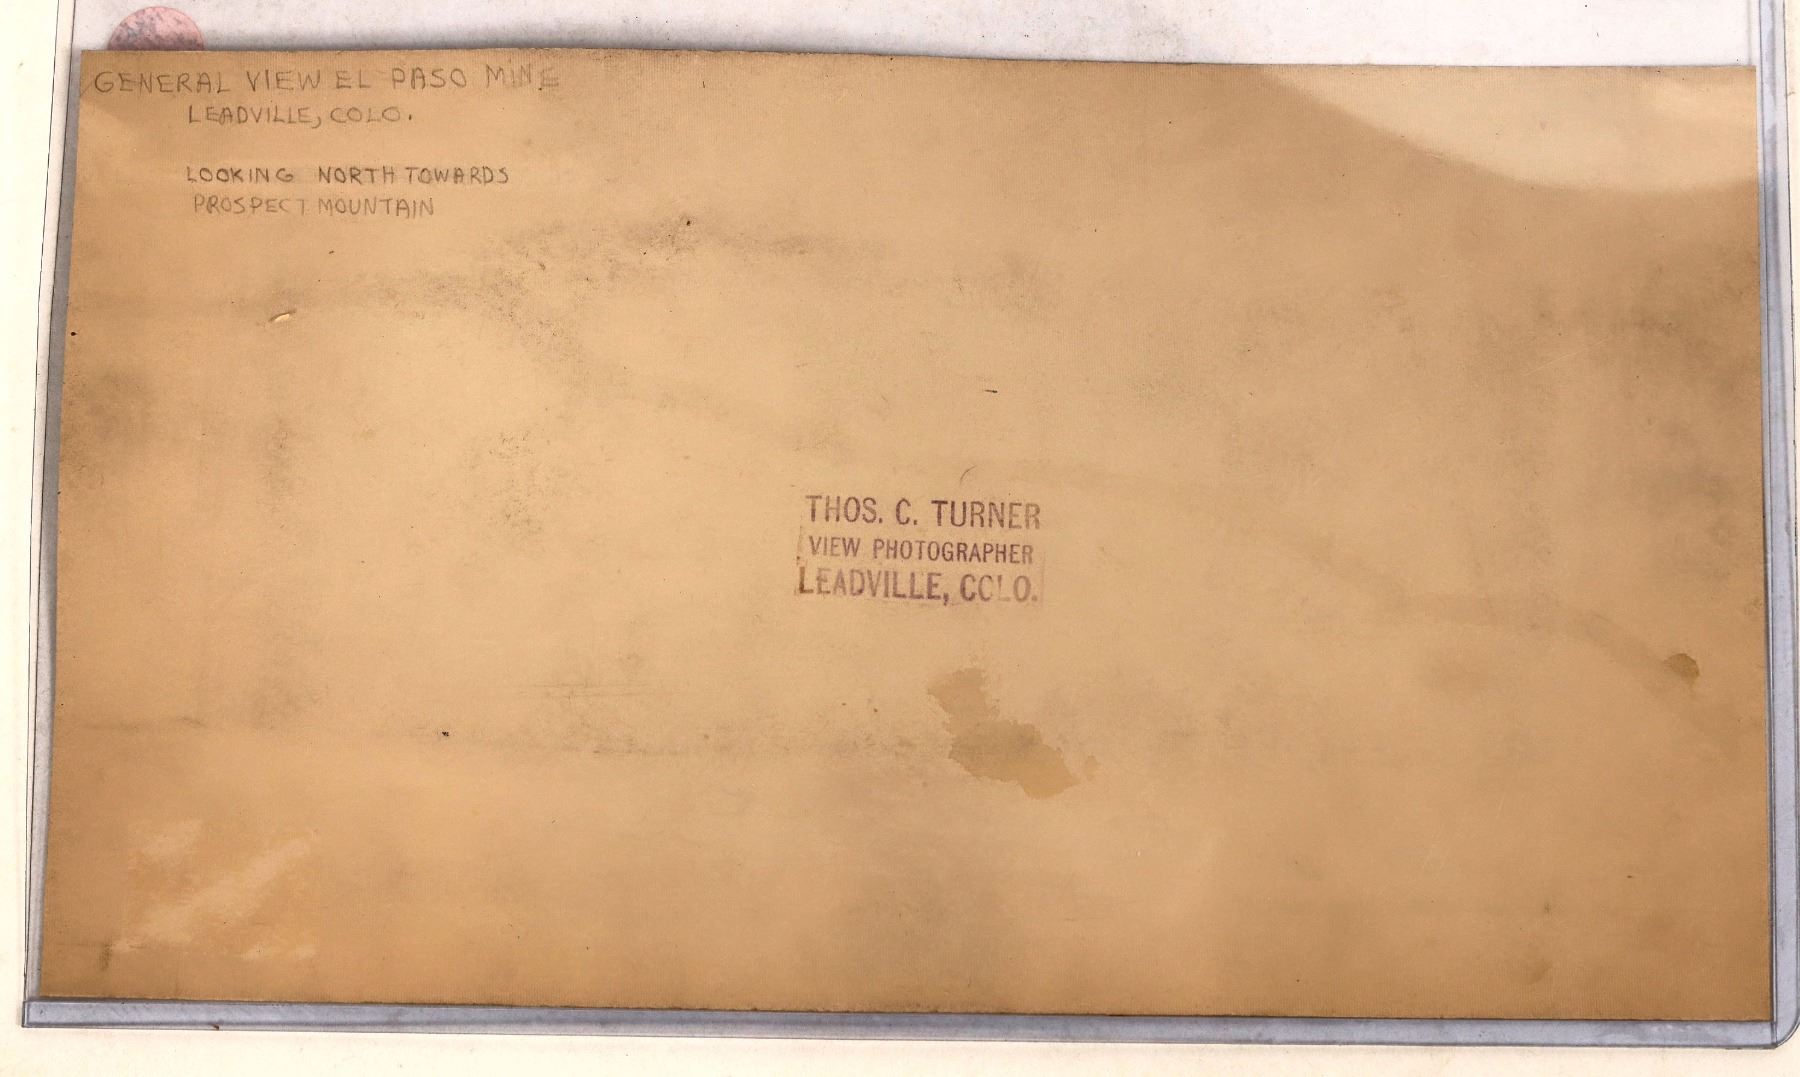 GENERAL VIEW EL PASO MINE
LEADVILLE, COLO.
LOOKING NORTH TOWARDS
PROSPECT MOUNTAIN
THOS. C. TURNER
VIEW PHOTOGRAPHER
LEADVILLE, COLO.